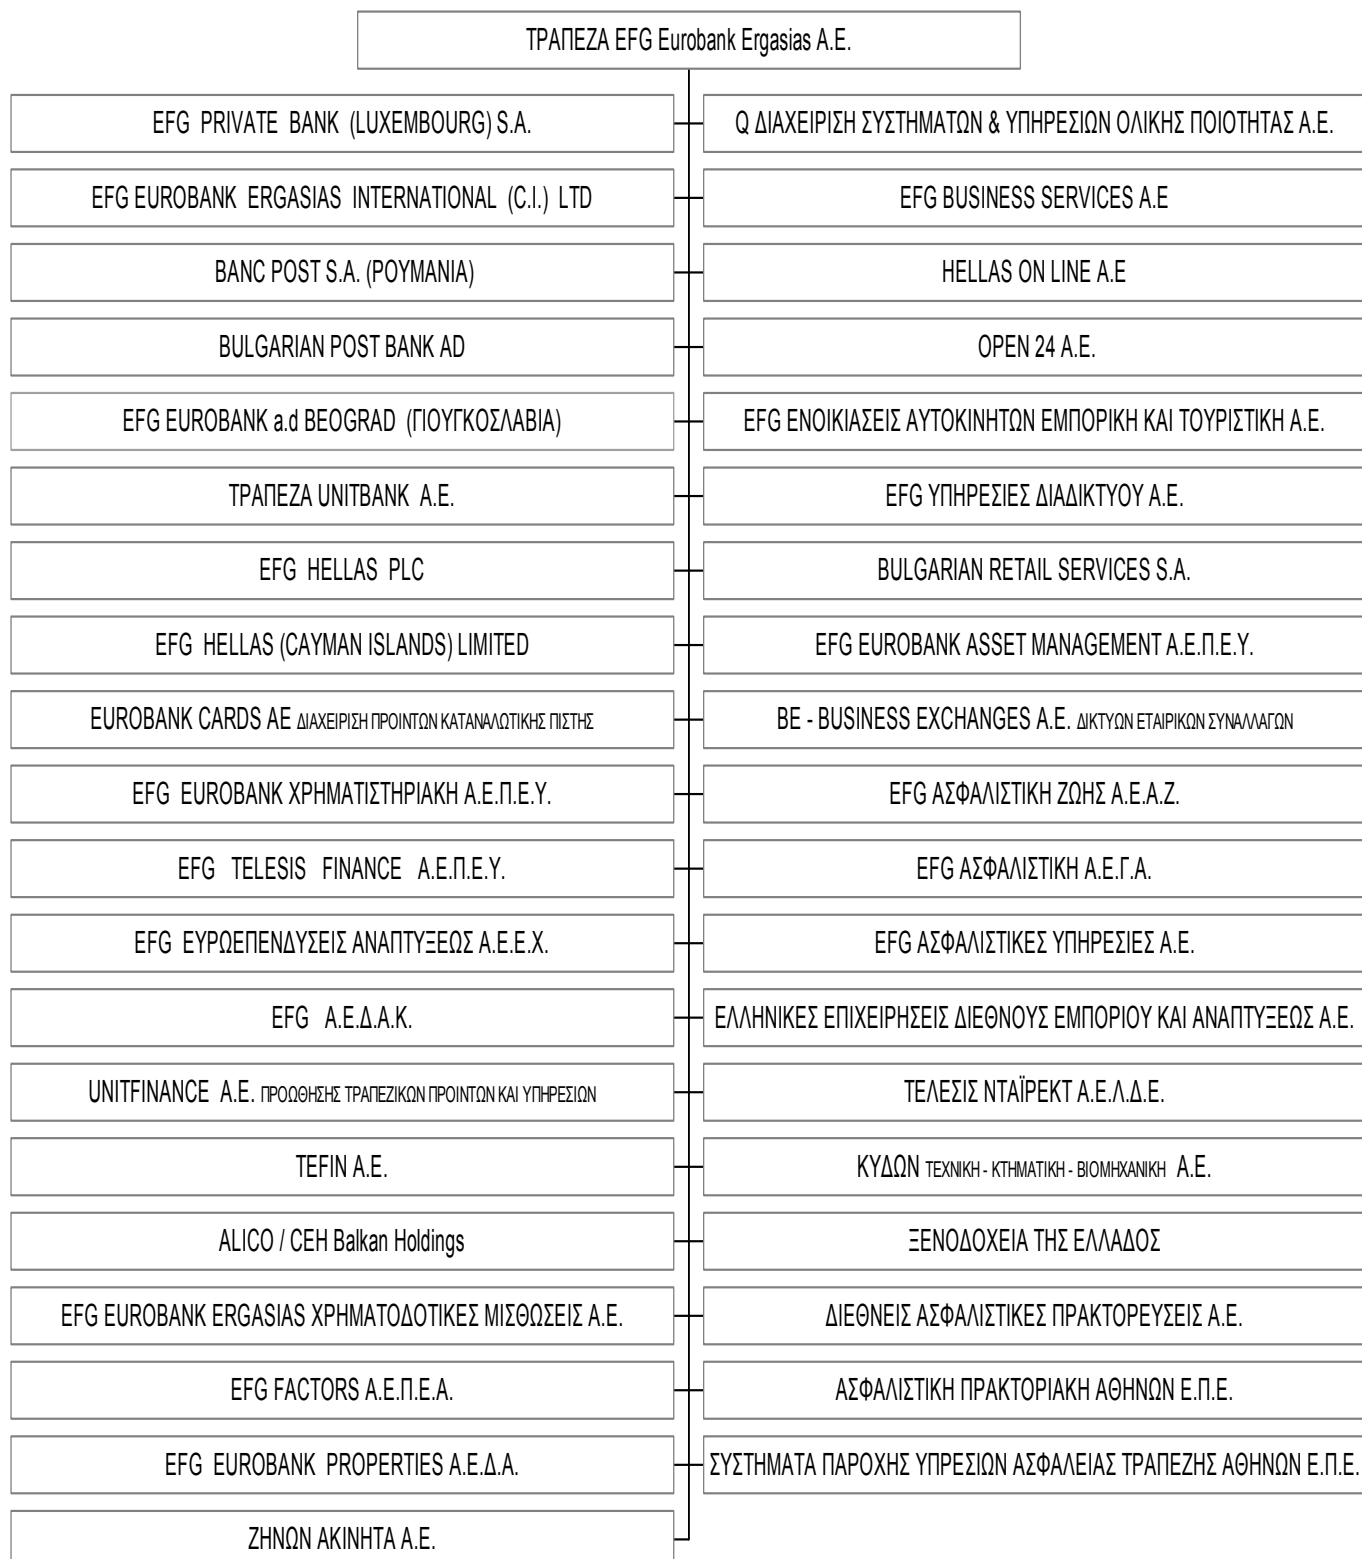 ΤΡΑΠΕΖΑ EFG Eurobank Ergasias Α.Ε.
EFG PRIVATE BANK (LUXEMBOURG) S.A.
EFG EUROBANK ERGASIAS INTERNATIONAL (C.I.) LTD
BANC POST S.A. (ΡΟΥΜΑΝΙΑ)
BULGARIAN POST BANK AD
EFG EUROBANK a.d BEOGRAD (ΓΙΟΥΓΚΟΣΛΑΒΙΑ)
ΤΡΑΠΕΖΑ UNITBANK Α.Ε.
EFG HELLAS PLC
EFG HELLAS (CAYMAN ISLANDS) LIMITED
EUROBANK CARDS ΑΕ ΔΙΑΧΕΙΡΙΣΗ ΠΡΟΙΝΤΩΝ ΚΑΤΑΝΑΛΩΤΙΚΗΣ ΠΙΣΤΗΣ
EFG EUROBANK ΧΡΗΜΑΤΙΣΤΗΡΙΑΚΗ Α.Ε.Π.Ε.Υ.
EFG TELESIS FINANCE Α.Ε.Π.Ε.Υ.
EFG ΕΥΡΩΕΠΕΝΔΥΣΕΙΣ ΑΝΑΠΤΥΞΕΩΣ Α.Ε.Ε.Χ.
EFG Α.Ε.Δ.Α.Κ.
UNITFINANCE Α.Ε. ΠΡΟΩΘΗΣΗΣ ΤΡΑΠΕΖΙΚΩΝ ΠΡΟΙΝΤΩΝ ΚΑΙ ΥΠΗΡΕΣΙΩΝ
TEFIN Α.Ε.
ALICO / CEH Balkan Holdings
EFG EUROBANK ERGASIAS ΧΡΗΜΑΤΟΔΟΤΙΚΕΣ ΜΙΣΘΩΣΕΙΣ Α.Ε.
EFG FACTORS Α.Ε.Π.Ε.Α.
EFG EUROBANK PROPERTIES Α.Ε.Δ.Α.
ΖΗΝΩΝ ΑΚΙΝΗΤΑ Α.Ε.
Q ΔΙΑΧΕΙΡΙΣΗ ΣΥΣΤΗΜΑΤΩΝ & ΥΠΗΡΕΣΙΩΝ ΟΛΙΚΗΣ ΠΟΙΟΤΗΤΑΣ Α.Ε.
EFG BUSINESS SERVICES Α.Ε
HELLAS ON LINE Α.Ε
OPEN 24 Α.Ε.
EFG ΕΝΟΙΚΙΑΣΕΙΣ ΑΥΤΟΚΙΝΗΤΩΝ ΕΜΠΟΡΙΚΗ ΚΑΙ ΤΟΥΡΙΣΤΙΚΗ Α.Ε.
EFG ΥΠΗΡΕΣΙΕΣ ΔΙΑΔΙΚΤΥΟΥ Α.Ε.
BULGARIAN RETAIL SERVICES S.A.
EFG EUROBANK ASSET MANAGEMENT Α.Ε.Π.Ε.Υ.
BE - BUSINESS EXCHANGES Α.Ε. ΔΙΚΤΥΩΝ ΕΤΑΙΡΙΚΩΝ ΣΥΝΑΛΛΑΓΩΝ
EFG ΑΣΦΑΛΙΣΤΙΚΗ ΖΩΗΣ Α.Ε.Α.Ζ.
EFG ΑΣΦΑΛΙΣΤΙΚΗ Α.Ε.Γ.Α.
EFG ΑΣΦΑΛΙΣΤΙΚΕΣ ΥΠΗΡΕΣΙΕΣ Α.Ε.
ΕΛΛΗΝΙΚΕΣ ΕΠΙΧΕΙΡΗΣΕΙΣ ΔΙΕΘΝΟΥΣ ΕΜΠΟΡΙΟΥ ΚΑΙ ΑΝΑΠΤΥΞΕΩΣ Α.Ε.
ΤΕΛΕΣΙΣ ΝΤΑΪΡΕΚΤ Α.Ε.Λ.Δ.Ε.
ΚΥΔΩΝ ΤΕΧΝΙΚΗ - ΚΤΗΜΑΤΙΚΗ - ΒΙΟΜΗΧΑΝΙΚΗ Α.Ε.
ΞΕΝΟΔΟΧΕΙΑ ΤΗΣ ΕΛΛΑΔΟΣ
ΔΙΕΘΝΕΙΣ ΑΣΦΑΛΙΣΤΙΚΕΣ ΠΡΑΚΤΟΡΕΥΣΕΙΣ Α.Ε.
ΑΣΦΑΛΙΣΤΙΚΗ ΠΡΑΚΤΟΡΙΑΚΗ ΑΘΗΝΩΝ Ε.Π.Ε.
ΣΥΣΤΗΜΑΤΑ ΠΑΡΟΧΗΣ ΥΠΡΕΣΙΩΝ ΑΣΦΑΛΕΙΑΣ ΤΡΑΠΕΖΗΣ ΑΘΗΝΩΝ Ε.Π.Ε.